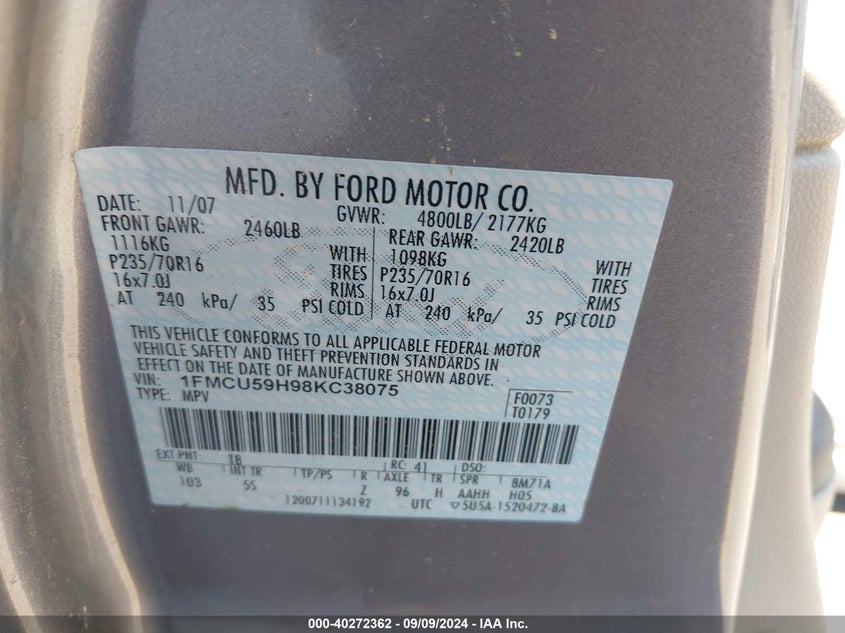 MFD. BY FORD MOTOR CO.
DATE: 11/07 GVWR: 4800LB/ 2177KG
FRONT GAWR: 2460LB REAR GAWR: 2420LB
1116KG WITH 1098KG WITH
P235/70R16 TIRES P235/70R16 TIRES
16x7.0J RIMS 16x7.0J RIMS
AT 240 kPa/ 35 PSI COLD AT 240 kPa/ 35 PSI COLD
THIS VEHICLE CONFORMS TO ALL APPLICABLE FEDERAL MOTOR
VEHICLE SAFETY AND THEFT PREVENTION STANDARDS IN
EFFECT ON THE DATE OF MANUFACTURE SHOWN ABOVE.
VIN: 1FMCU59H98KC38075 F0073
TYPE: MPV T0179
EXT PNT: T8 RC: 41 DSO:
WB INT TR TP/PS R AXLE TR SPR 8M71A
103 5S Z 96 H AAHH H05
1200711134192 UTC ▽5U5A-1520472-8A
000-40272362 - 09/09/2024 - IAA Inc.